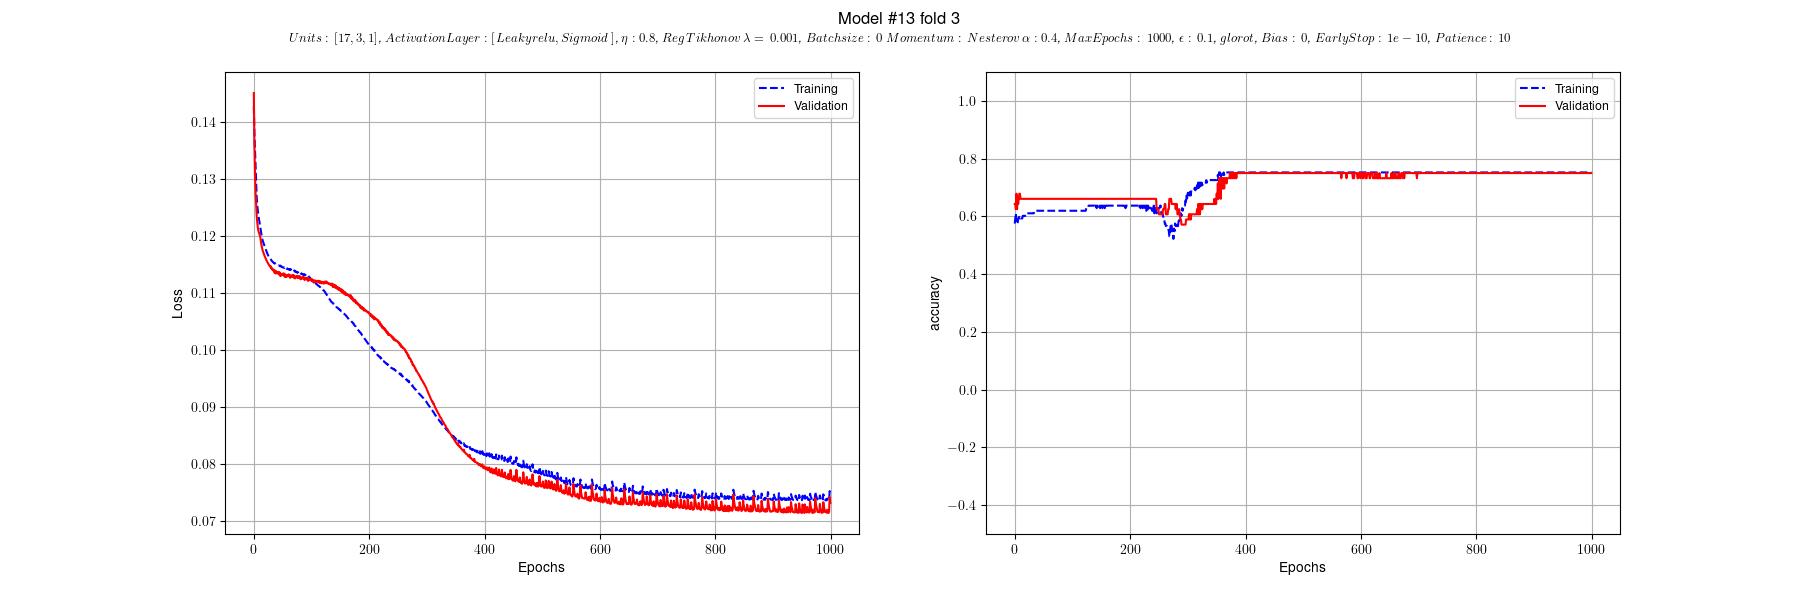 Model #13 fold 3
Units : [17, 3, 1], ActivationLayer : [Leakyrelu, Sigmoid], η : 0.8, RegTikhonov λ = 0.001, Batchsize : 0 Momentum : Nesterov α : 0.4, MaxEpochs : 1000, ϵ : 0.1, glorot, Bias : 0, EarlyStop : 1e − 10, Patience : 10
Training
Validation
0.14
0.13
0.12
0.11
0.10
0.09
0.08
0.07
Loss
0 200 400 600 800 1000
Epochs
Training
Validation
1.0
0.8
0.6
0.4
0.2
0.0
−0.2
−0.4
accuracy
0 200 400 600 800 1000
Epochs